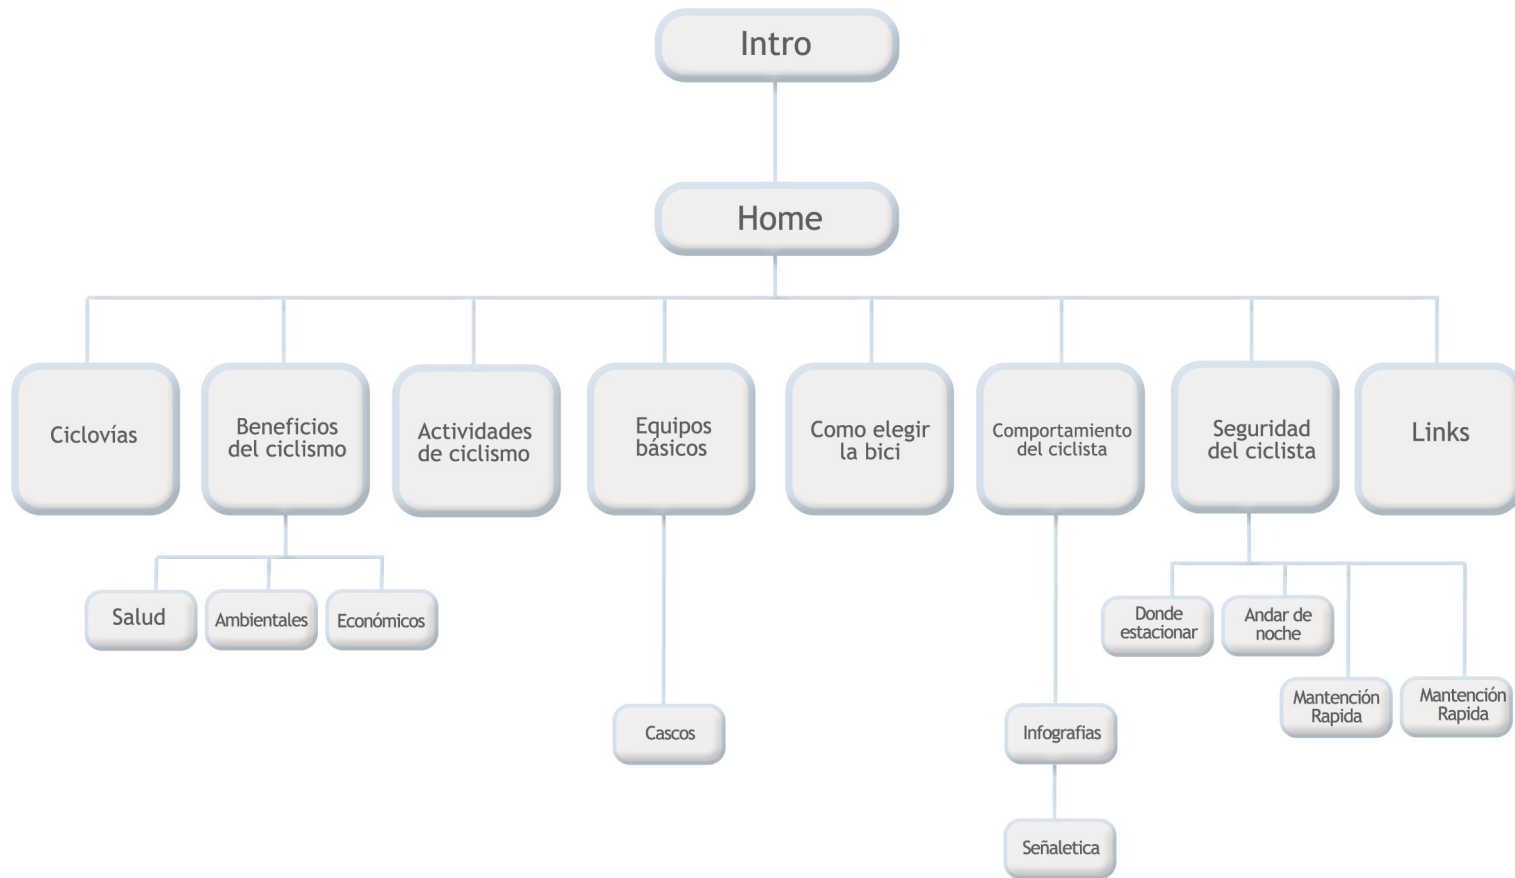 Intro
Home
Ciclovías
Beneficios
del ciclismo
Actividades
de ciclismo
Equipos
básicos
Como elegir
la bici
Comportamiento
del ciclista
Seguridad
del ciclista
Links
Salud
Ambientales
Económicos
Donde
estacionar
Andar de
noche
Mantención
Rapida
Mantención
Rapida
Cascos
Infografias
Señaletica